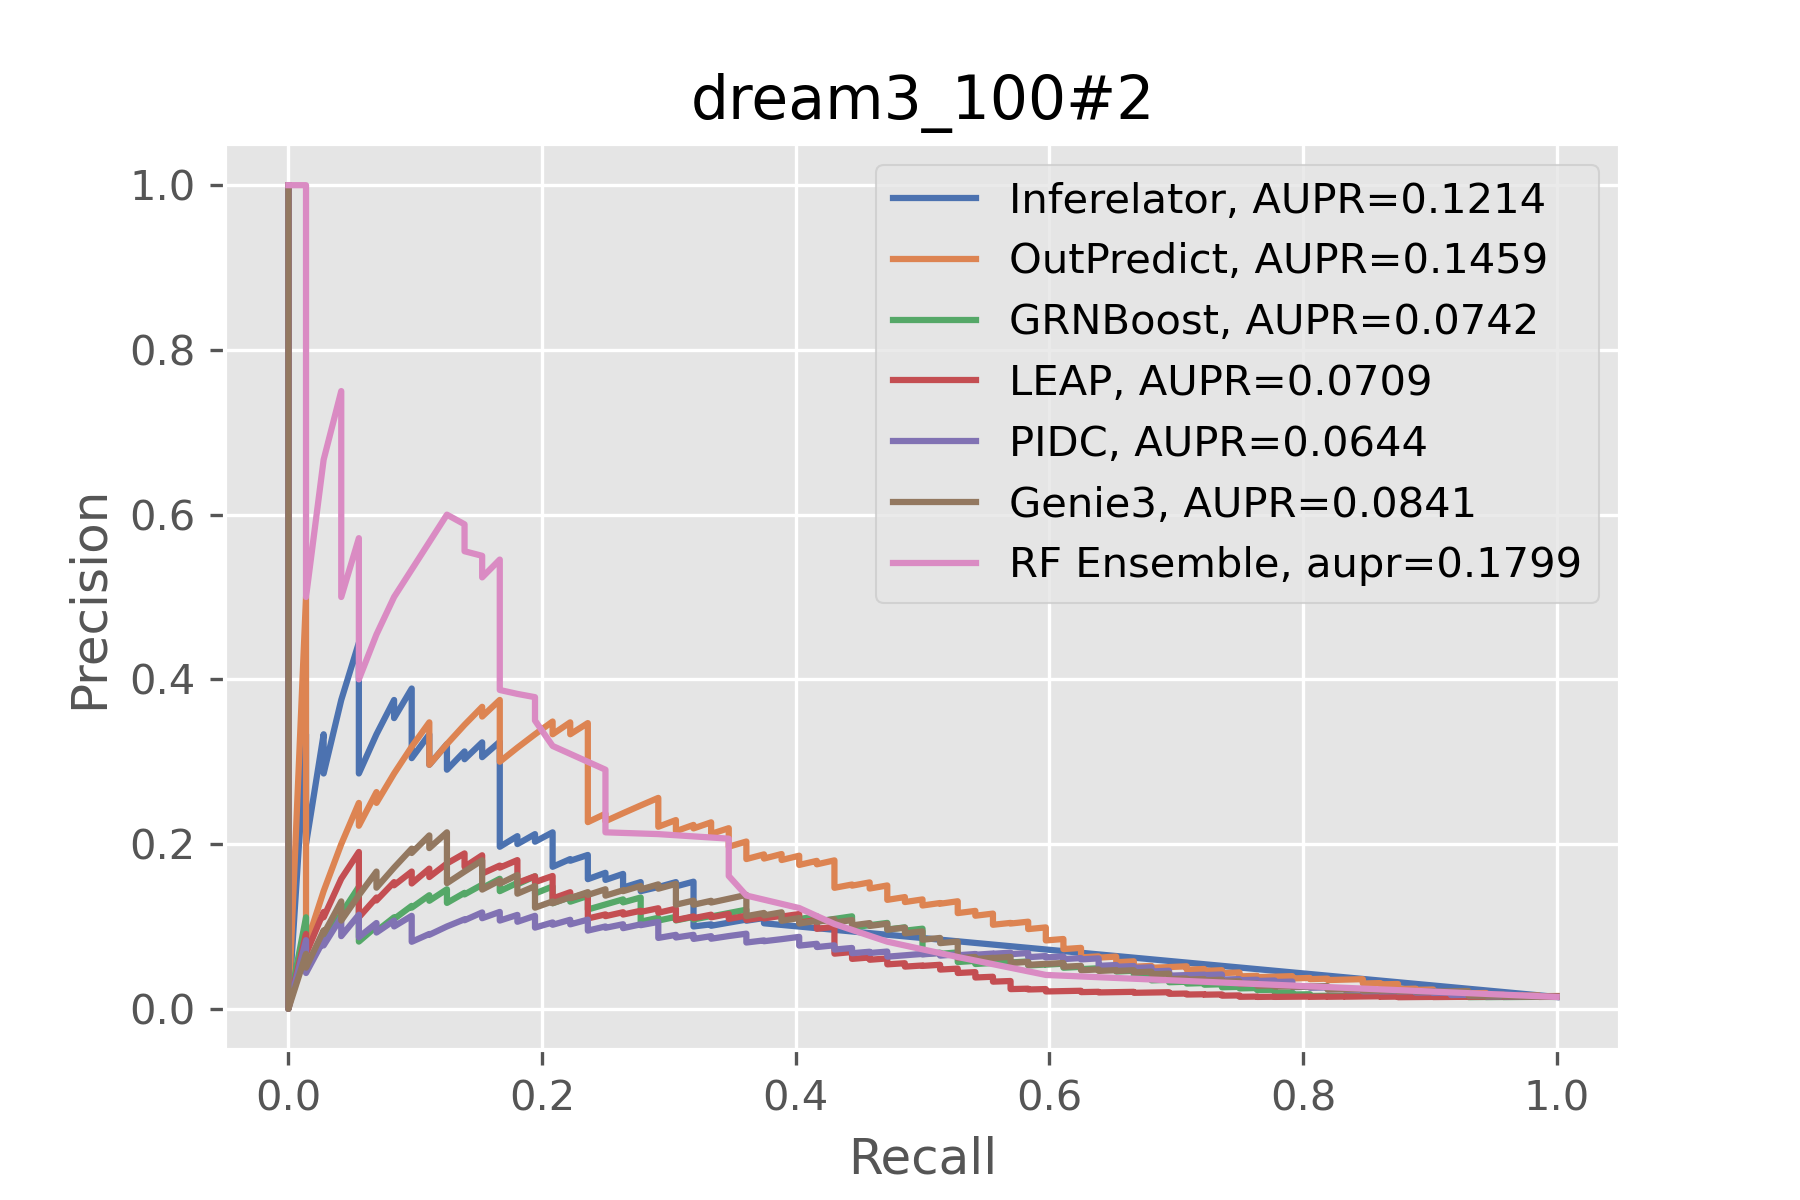 dream3_100#2
1.0
0.8
0.6
0.4
0.2
0.0
Precision
Inferelator, AUPR=0.1214
OutPredict, AUPR=0.1459
GRNBoost, AUPR=0.0742
LEAP, AUPR=0.0709
PIDC, AUPR=0.0644
Genie3, AUPR=0.0841
RF Ensemble, aupr=0.1799
0.0 0.2 0.4 0.6 0.8 1.0
Recall